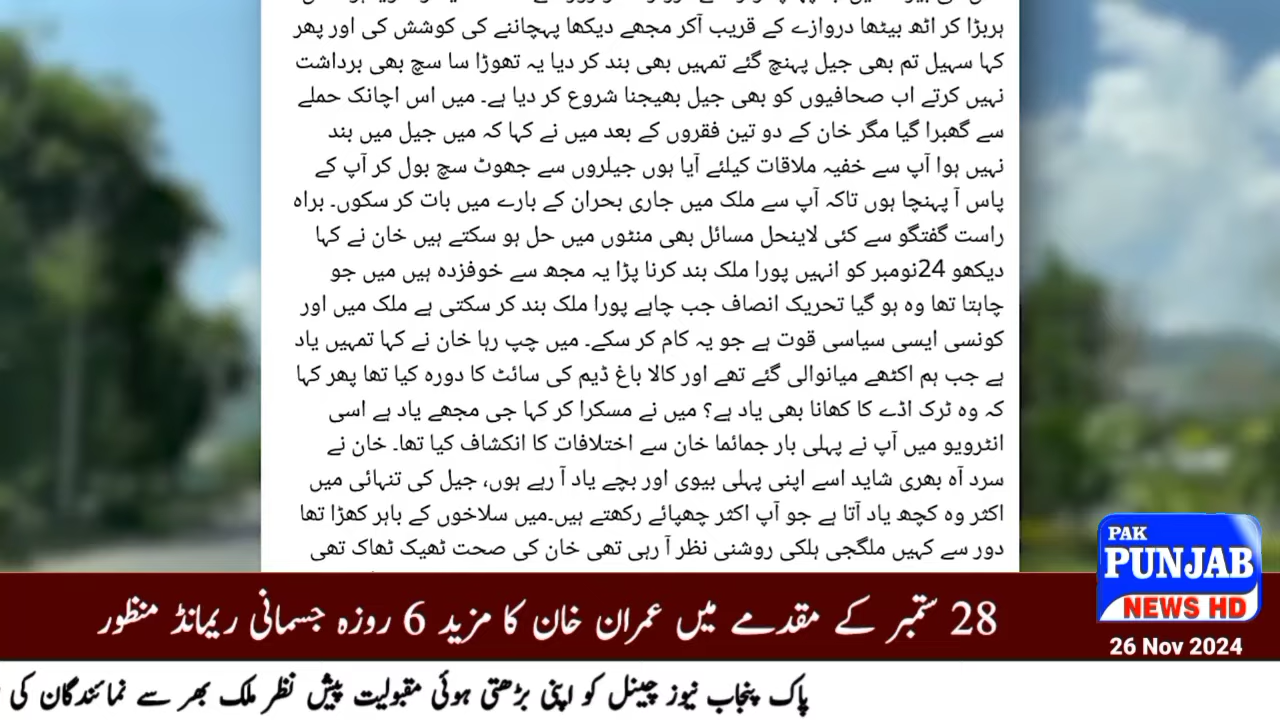 ہربڑا کر اٹھ بیٹھا دروازے کے قریب آکر مجھے دیکھا پہچاننے کی کوشش کی اور پھر
کہا سہیل تم بھی جیل پہنچ گئے تمہیں بھی بند کر دیا یہ تھوڑا سا سچ بھی برداشت
نہیں کرتے اب صحافیوں کو بھی جیل بھیجنا شروع کر دیا ہے۔ میں اس اچانک حملے
سے گھبرا گیا مگر خان کے دو تین فقروں کے بعد میں نے کہا کہ میں جیل میں بند
نہیں ہوا آپ سے خفیہ ملاقات کیلئے آیا ہوں جیلروں سے جھوٹ سچ بول کر آپ کے
پاس آ پہنچا ہوں تاکہ آپ سے ملک میں جاری بحران کے بارے میں بات کر سکوں۔ براہ
راست گفتگو سے کئی لاینحل مسائل بھی منٹوں میں حل ہو سکتے ہیں خان نے کہا
دیکھو 24نومبر کو انہیں پورا ملک بند کرنا پڑا یہ مجھ سے خوفزدہ ہیں میں جو
چاہتا تھا وہ ہو گیا تحریک انصاف جب چاہے پورا ملک بند کر سکتی ہے ملک میں اور
کونسی ایسی سیاسی قوت ہے جو یہ کام کر سکے۔ میں چپ رہا خان نے کہا تمہیں یاد
ہے جب ہم اکٹھے میانوالی گئے تھے اور کالا باغ ڈیم کی سائٹ کا دورہ کیا تھا پھر کہا
کہ وہ ٹرک اڈے کا کھانا بھی یاد ہے؟ میں نے مسکرا کر کہا جی مجھے یاد ہے اسی
انٹرویو میں آپ نے پہلی بار جمائما خان سے اختلافات کا انکشاف کیا تھا۔ خان نے
سرد آہ بھری شاید اسے اپنی پہلی بیوی اور بچے یاد آ رہے ہوں، جیل کی تنہائی میں
اکثر وہ کچھ یاد آتا ہے جو آپ اکثر چھپائے رکھتے ہیں۔میں سلاخوں کے باہر کھڑا تھا
دور سے کہیں ملگجی ہلکی روشنی نظر آ رہی تھی خان کی صحت ٹھیک ٹھاک تھی
PAK
PUNJAB
NEWS HD
28 ستمبر کے مقدمے میں عمران خان کا مزید 6 روزہ جسمانی ریمانڈ منظور
26 Nov 2024
پاک پنجاب نیوز چینل کو اپنی بڑھتی ہوئی مقبولیت پیش نظر ملک بھر سے نمائندگان کی